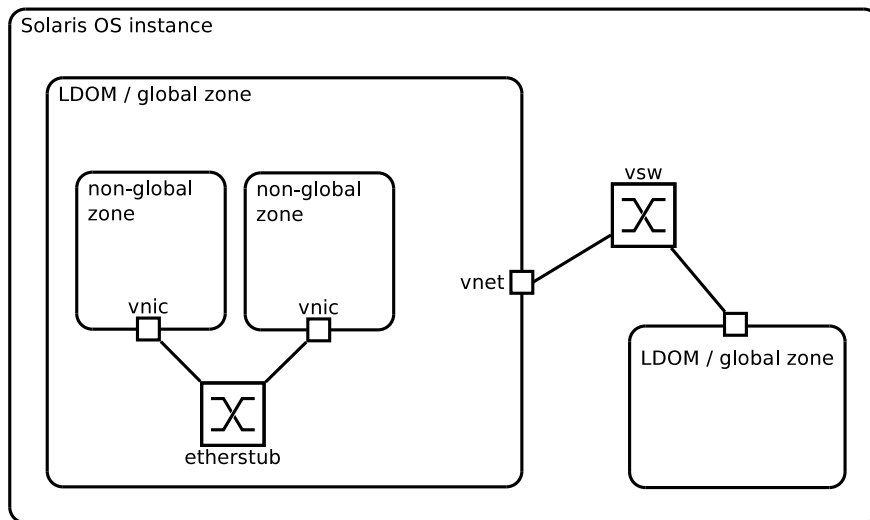 Solaris OS instance
LDOM / global zone
non-global
zone
non-global
zone
vnic
vnic
etherstub
vnet
vsw
LDOM / global zone